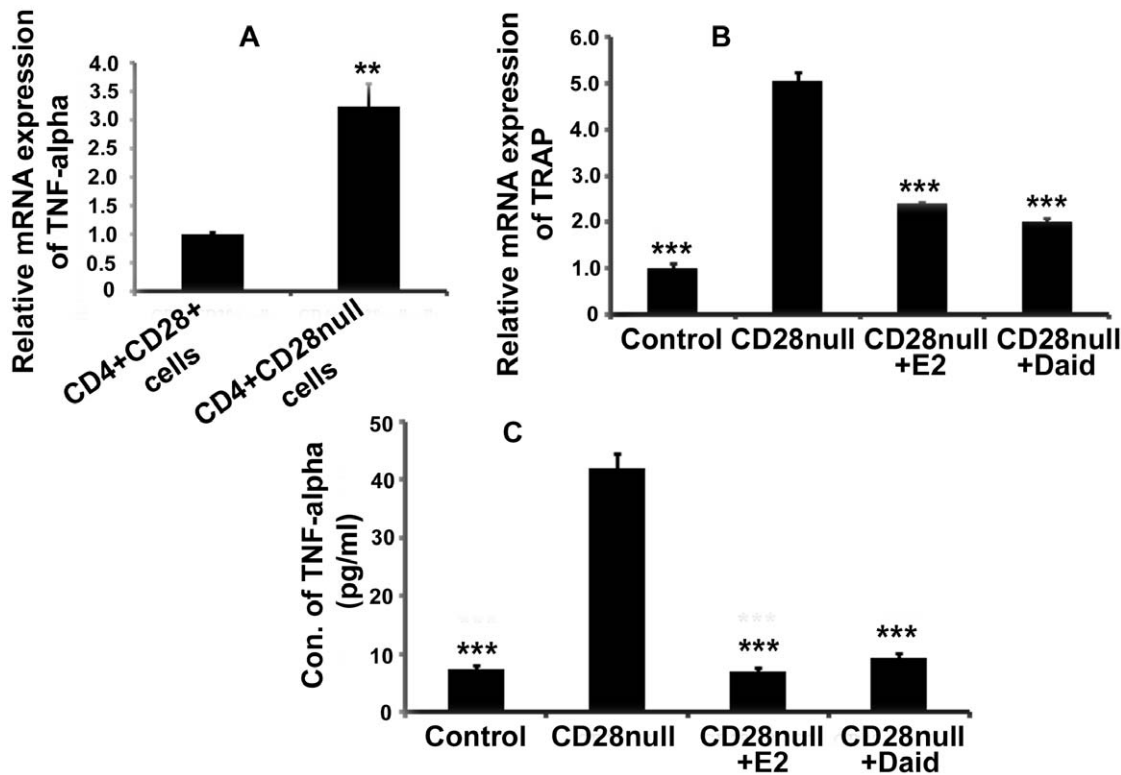 A
Relative mRNA expression
of TNF-alpha
4.0
3.5
3.0
2.5
2.0
1.5
1.0
0.5
0
**
CD4+CD28+
cells
CD4+CD28null
cells
B
Relative mRNA expression
of TRAP
6.0
5.0
4.0
3.0
2.0
1.0
0
***
***
***
Control
CD28null
CD28null
+E2
CD28null
+Daid
C
Con. of TNF-alpha
(pg/ml)
50
40
30
20
10
0
***
***
***
***
***
Control
CD28null
CD28null
+E2
CD28null
+Daid